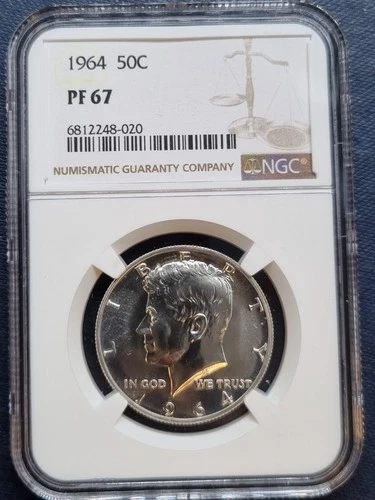 1964 50C
PF 67
6812248-020
NUMISMATIC GUARANTY COMPANY
NGC®
LIBERTY
IN GOD WE TRUST
1964